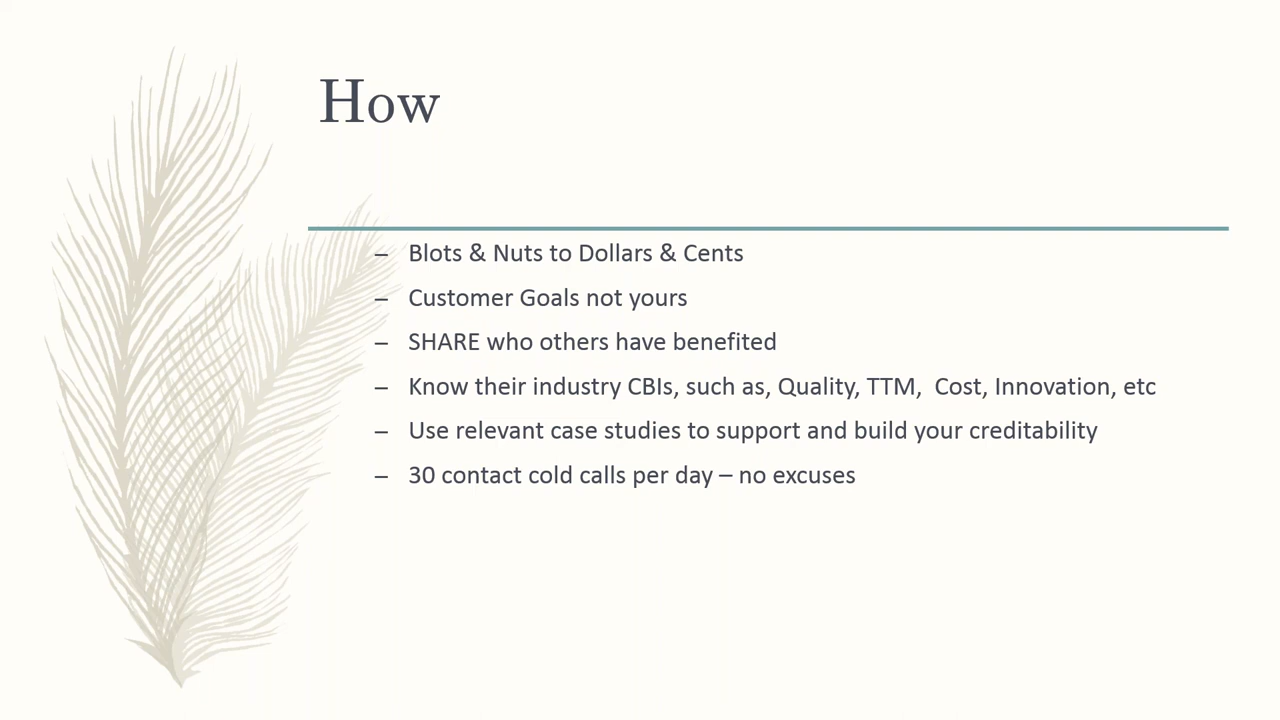 How
– Blots & Nuts to Dollars & Cents
– Customer Goals not yours
– SHARE who others have benefited
– Know their industry CBIs, such as, Quality, TTM,  Cost, Innovation, etc
– Use relevant case studies to support and build your creditability
– 30 contact cold calls per day – no excuses